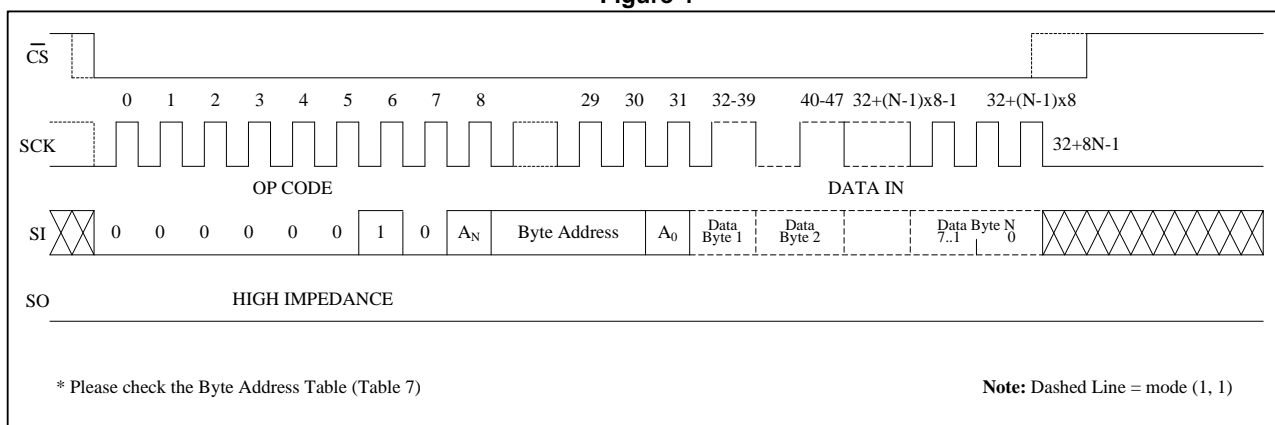 Figure 4
CS
0 1 2 3 4 5 6 7 8 29 30 31 32-39 40-47 32+(N-1)x8-1 32+(N-1)x8
SCK
32+8N-1
OP CODE DATA IN
SI 0 0 0 0 0 0 1 0 AN Byte Address A0 Data Byte 1 Data Byte 2 Data Byte N 7..1 0
SO HIGH IMPEDANCE
* Please check the Byte Address Table (Table 7) Note: Dashed Line = mode (1, 1)